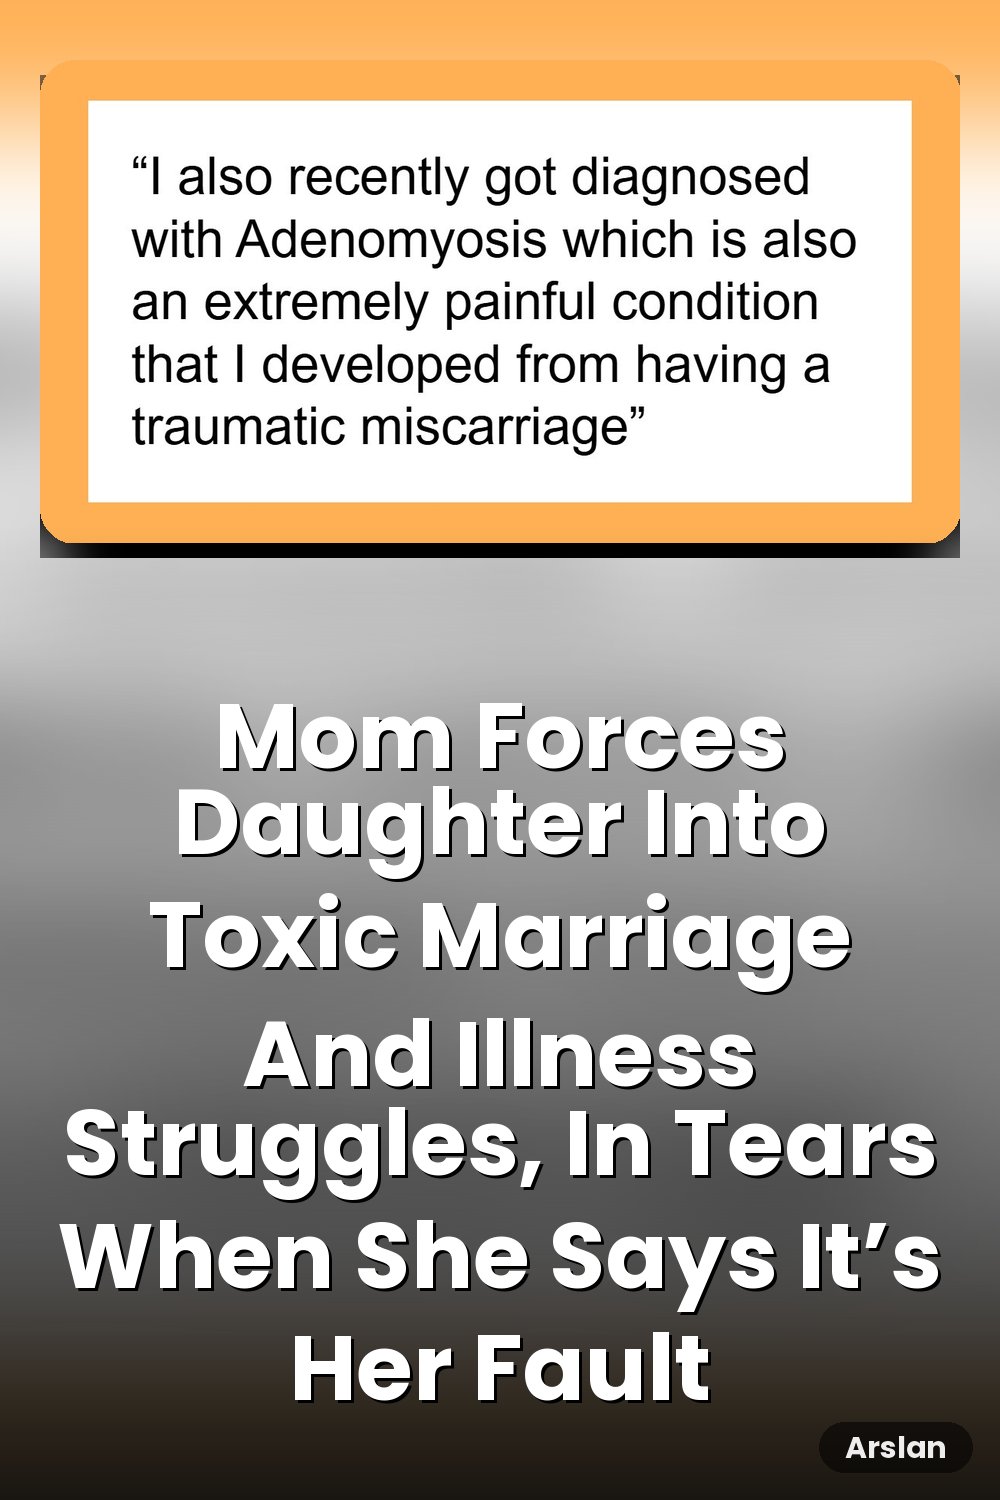 “I also recently got diagnosed
with Adenomyosis which is also
an extremely painful condition
that I developed from having a
traumatic miscarriage”
Mom Forces
Daughter Into
Toxic Marriage
And Illness
Struggles, In Tears
When She Says It’s
Her Fault
Arslan